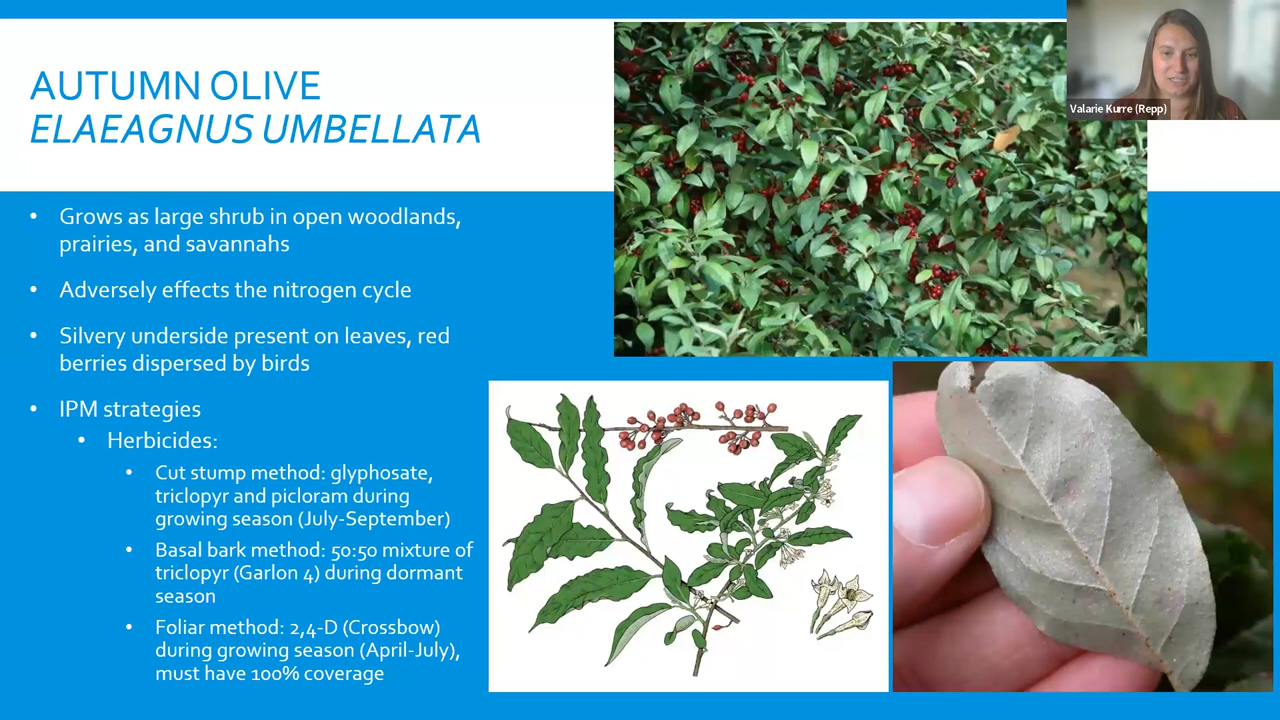 AUTUMN OLIVE
ELAEAGNUS UMBELLATA
Valarie Kurre (Repp)
• Grows as large shrub in open woodlands,
prairies, and savannahs
• Adversely effects the nitrogen cycle
• Silvery underside present on leaves, red
berries dispersed by birds
• IPM strategies
• Herbicides:
• Cut stump method: glyphosate,
triclopyr and picloram during
growing season (July-September)
• Basal bark method: 50:50 mixture of
triclopyr (Garlon 4) during dormant
season
• Foliar method: 2,4-D (Crossbow)
during growing season (April-July),
must have 100% coverage